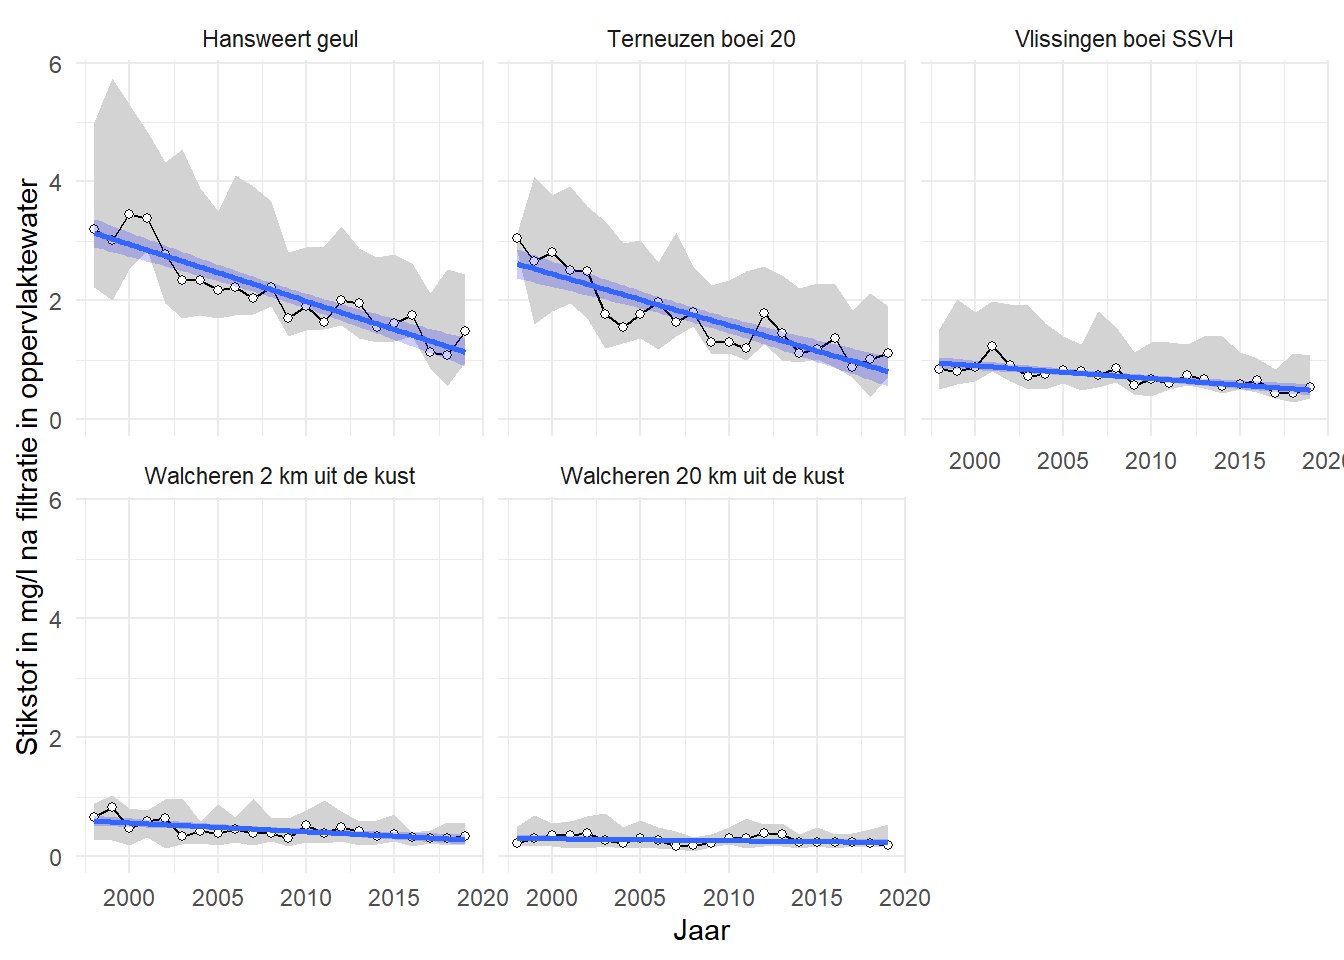 Hansweert geul
Terneuzen boei 20
Vlissingen boei SSVH
6
4
2
0
2000 2005 2010 2015 2020
Walcheren 2 km uit de kust
Walcheren 20 km uit de kust
6
4
2
0
2000 2005 2010 2015 2020
2000 2005 2010 2015 2020
Jaar
Stikstof in mg/l na filtratie in oppervlaktewater